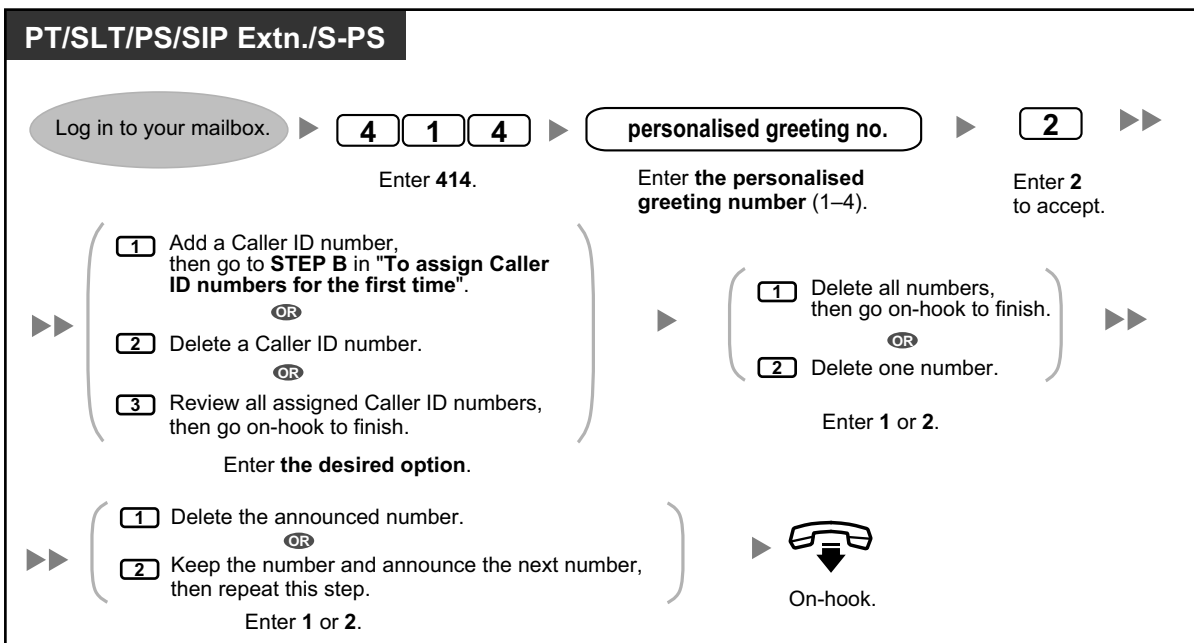 PT/SLT/PS/SIP Extn./S-PS
Log in to your mailbox.
4 1 4
Enter 414.
personalised greeting no.
Enter the personalised
greeting number (1–4).
2
Enter 2
to accept.
1 Add a Caller ID number,
then go to STEP B in "To assign Caller
ID numbers for the first time".
OR
2 Delete a Caller ID number.
OR
3 Review all assigned Caller ID numbers,
then go on-hook to finish.
Enter the desired option.
1 Delete all numbers,
then go on-hook to finish.
OR
2 Delete one number.
Enter 1 or 2.
1 Delete the announced number.
OR
2 Keep the number and announce the next number,
then repeat this step.
Enter 1 or 2.
On-hook.